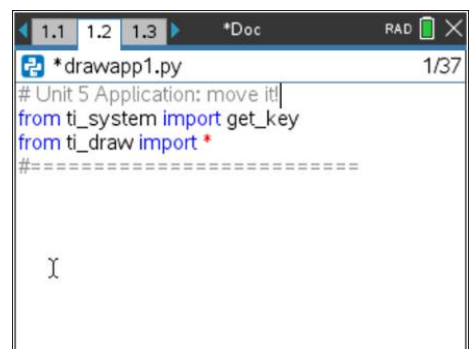 1.1 1.2 1.3 *Doc RAD
*drawapp1.py 1/37
# Unit 5 Application: move it!
from ti_system import get_key
from ti_draw import *
#==========================